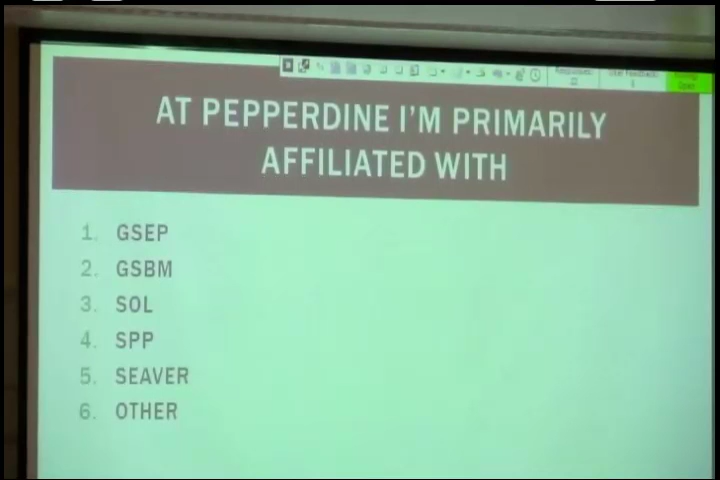 AT PEPPERDINE I'M PRIMARILY
AFFILIATED WITH
1. GSEP
2. GSBM
3. SOL
4. SPP
5. SEAVER
6. OTHER